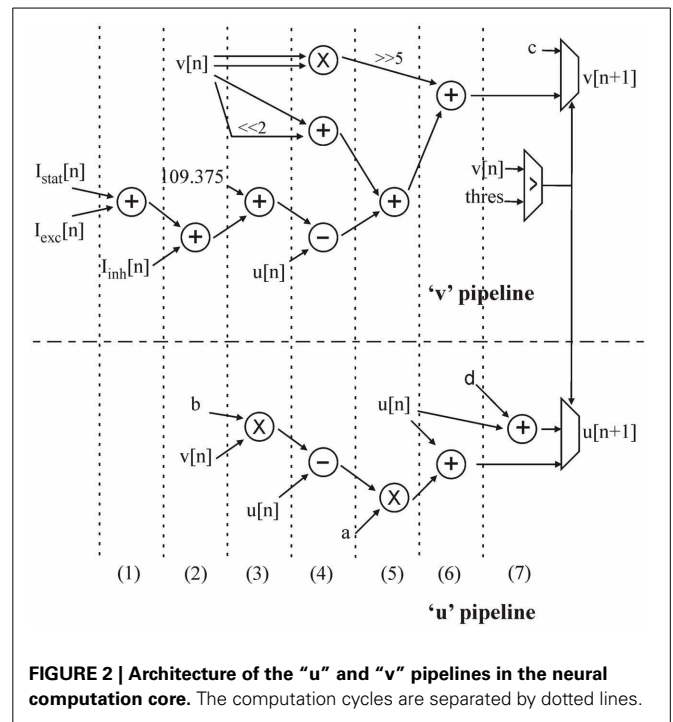 v[n]
X
>>5
c
v[n+1]
+
<<2
+
I_stat[n]
109.375
v[n]
>
thres
+
+
+
I_exc[n]
+
-
I_inh[n]
u[n]
'v' pipeline
b
u[n]
d
X
+
u[n+1]
v[n]
-
+
u[n]
X
a
(1) (2) (3) (4) (5) (6) (7)
'u' pipeline
FIGURE 2 | Architecture of the "u" and "v" pipelines in the neural
computation core. The computation cycles are separated by dotted lines.